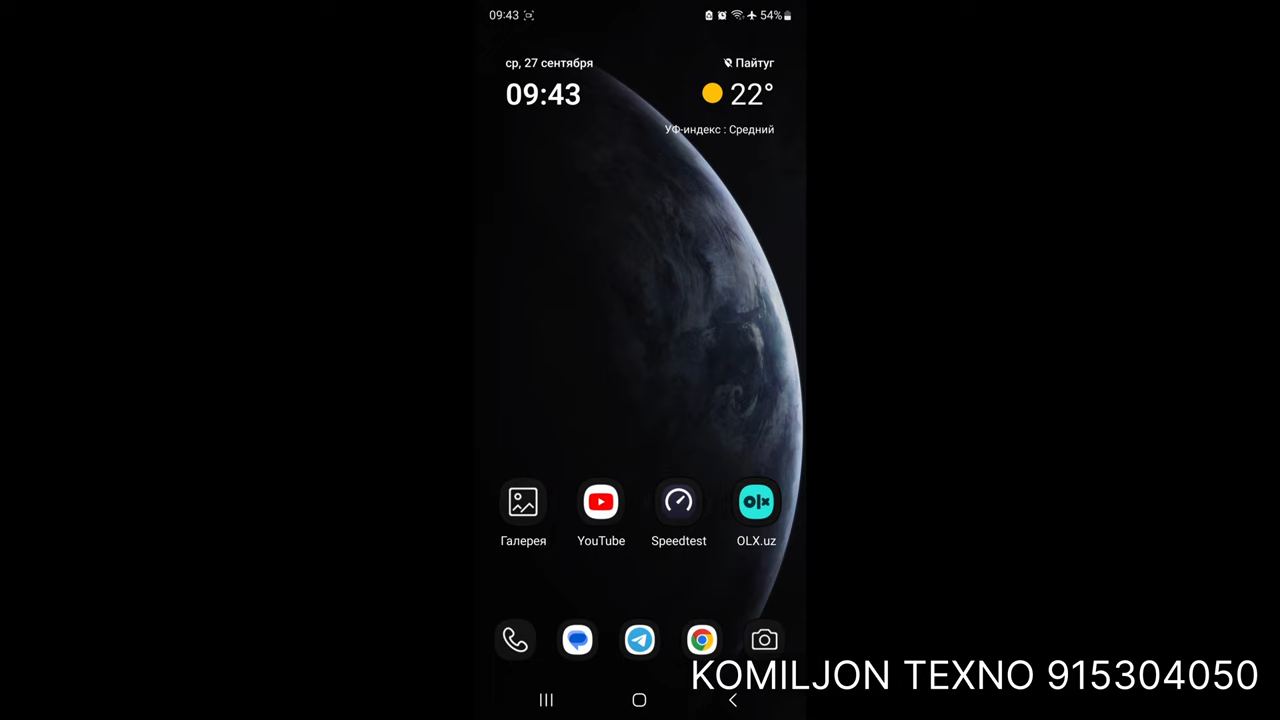 09:43
54%
ср, 27 сентября
Пайтуг
09:43
22°
УФ-индекс : Средний
Галерея
YouTube
Speedtest
OLX.uz
olx
KOMILJON TEXNO 915304050